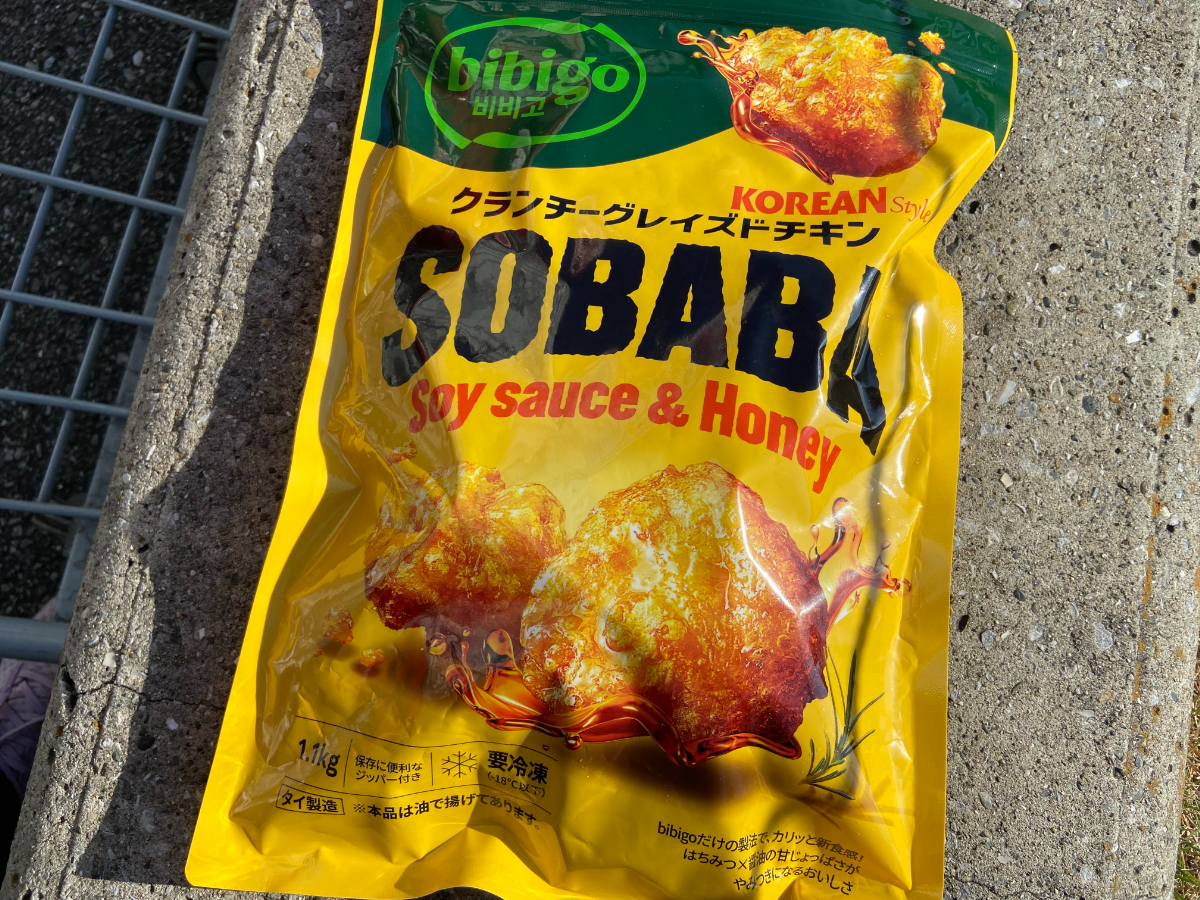 bibigo
비비고
KOREAN Style
クランチーグレイズドチキン
SOBABA
Soy sauce & Honey
1.1kg
保存に便利な
ジッパー付き
要冷凍
(-18℃以下)
タイ製造
※本品は油で揚げてあります。
bibigoだけの製法で、カリッと新食感!
はちみつ×醤油の甘じょっぱさが
やみつきになるおいしさ